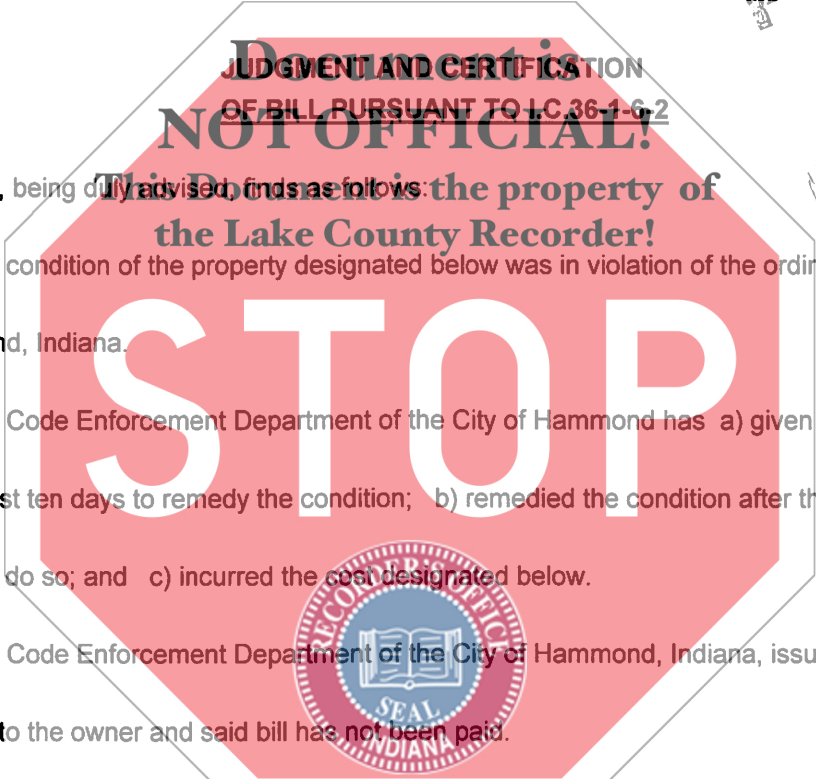 Document is
JUDGMENT AND CERTIFICATION
OF BILL PURSUANT TO I.C. 36-1-6-2
NOT OFFICIAL!
, being duly advised, finds as follows:
This Document is the property of
the Lake County Recorder!
condition of the property designated below was in violation of the ordin
nd, Indiana.
STOP
Code Enforcement Department of the City of Hammond has a) given
st ten days to remedy the condition; b) remedied the condition after th
do so; and c) incurred the cost designated below.
RECORDER'S OFFICE
Code Enforcement Department of the City of Hammond, Indiana, issu
SEAL
to the owner and said bill has not been paid.
INDIANA